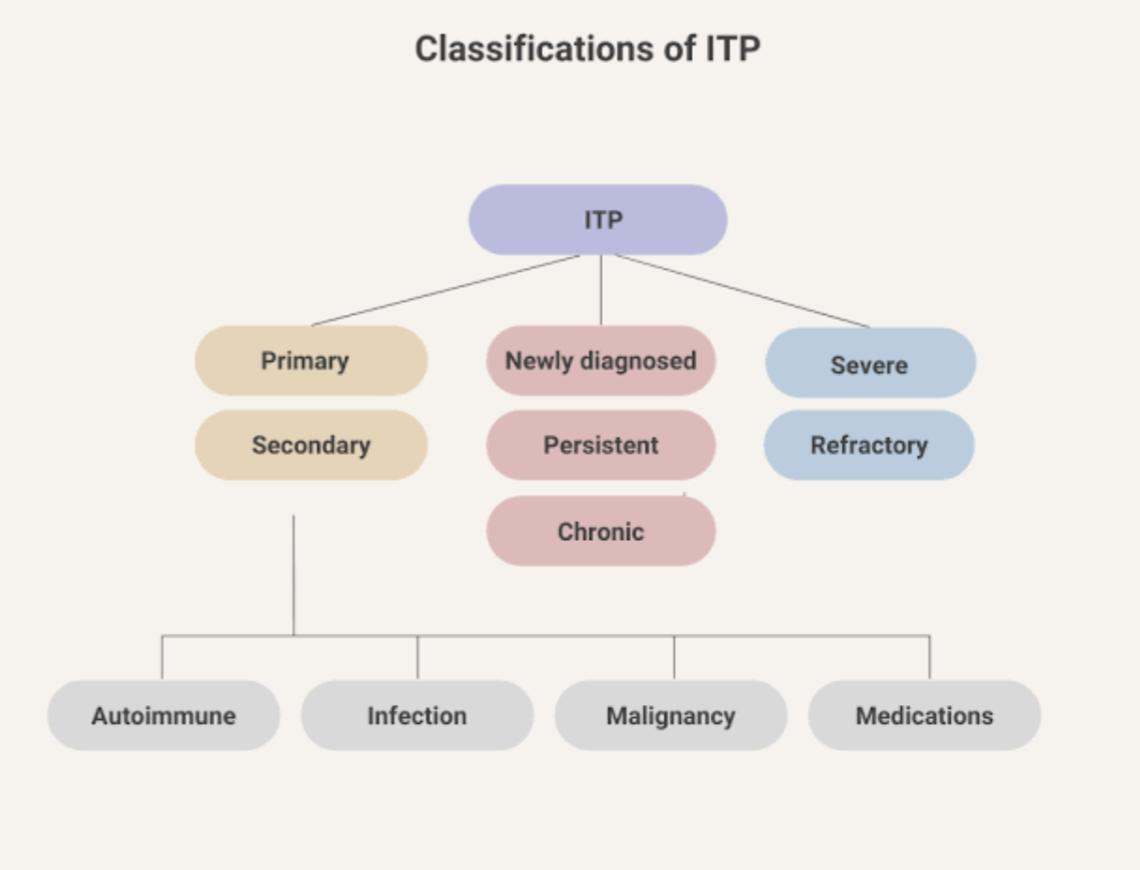 Classifications of ITP
ITP
Primary
Newly diagnosed
Severe
Secondary
Persistent
Refractory
Chronic
Autoimmune
Infection
Malignancy
Medications